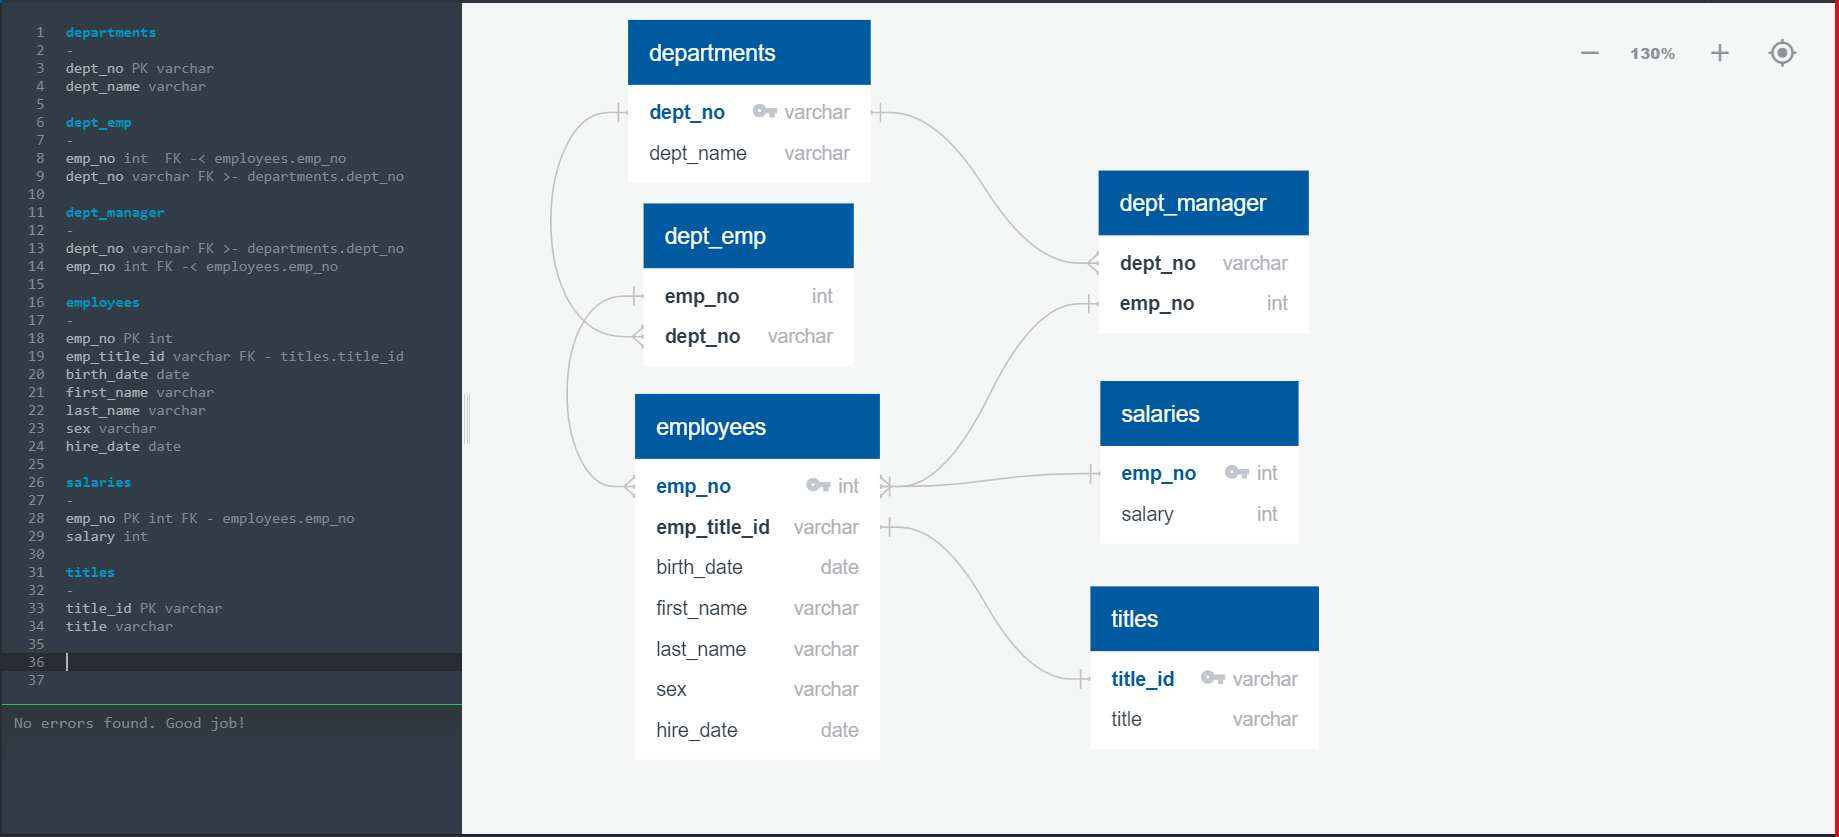 1 departments
2 -
3 dept_no PK varchar
4 dept_name varchar
5
6 dept_emp
7 -
8 emp_no int  FK -< employees.emp_no
9 dept_no varchar FK >- departments.dept_no
10
11 dept_manager
12 -
13 dept_no varchar FK >- departments.dept_no
14 emp_no int FK -< employees.emp_no
15
16 employees
17 -
18 emp_no PK int
19 emp_title_id varchar FK - titles.title_id
20 birth_date date
21 first_name varchar
22 last_name varchar
23 sex varchar
24 hire_date date
25
26 salaries
27 -
28 emp_no PK int FK - employees.emp_no
29 salary int
30
31 titles
32 -
33 title_id PK varchar
34 title varchar
35
36
37
No errors found. Good job!
130%
departments
dept_no varchar
dept_name varchar
dept_emp
emp_no int
dept_no varchar
employees
emp_no int
emp_title_id varchar
birth_date date
first_name varchar
last_name varchar
sex varchar
hire_date date
dept_manager
dept_no varchar
emp_no int
salaries
emp_no int
salary int
titles
title_id varchar
title varchar